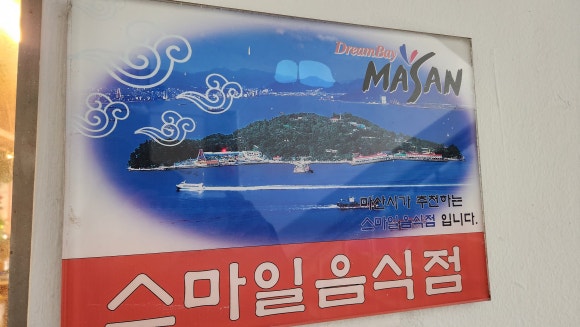 DreamBay
MASAN
마산시가 추천하는
스마일음식점 입니다.
스마일음식점